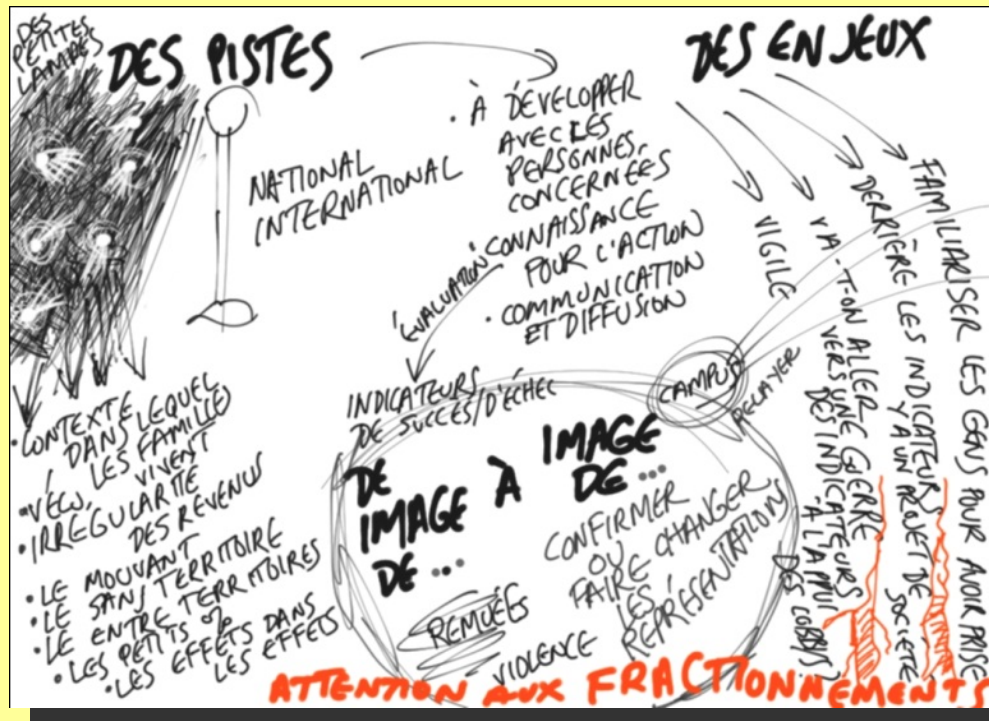 DES
PETITES
LAMPES
DES PISTES
NATIONAL
INTERNATIONAL
• À DÉVELOPPER
AVEC LES
PERSONNES
CONCERNÉES
• CONNAISSANCE
POUR L'ACTION
• COMMUNICATION
ET DIFFUSION
ÉVALUATION
INDICATEURS
DE SUCCÈS/D'ÉCHEC
• CONTEXTE
DANS LEQUEL
LES FAMILLES
VIVENT
• VÉCU,
• IRREGULARITÉ
DES REVENUS
• LE MOUVANT
• LE SANS TERRITOIRE
• LE ENTRE TERRITOIRES
• LES PETITS %
• LES EFFETS DANS
LES EFFETS
DE
IMAGE
DE...
À
IMAGE
DE...
CONFIRMER
OU
FAIRE CHANGER
LES
REPRÉSENTATIONS
REMUÉES
VIOLENCE
CAMPUS
RELAYER
DES ENJEUX
VIGILE
VA-T-ON ALLER
VERS UNE GUERRE
DES INDICATEURS
À L'APPUI
DES LOBBYS?
DERRIÈRE LES INDICATEURS
Y A UN PROJET DE
SOCIÉTÉ
FAMILIARISER LES GENS POUR AVOIR PRISE
ATTENTION AUX FRACTIONNEMENTS